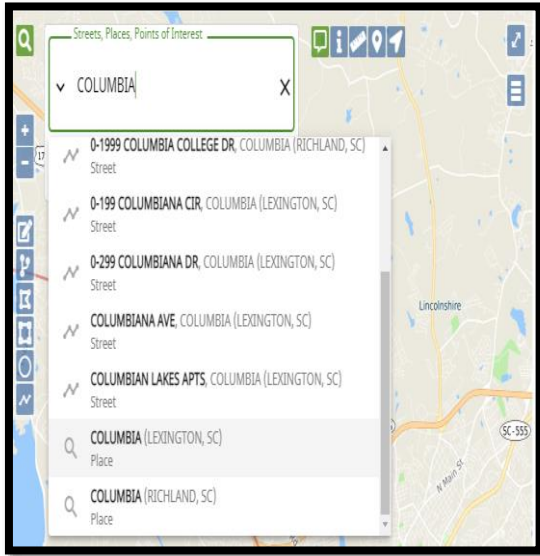 Streets, Places, Points of Interest
COLUMBIA
0-1999 COLUMBIA COLLEGE DR, COLUMBIA (RICHLAND, SC)
Street
0-199 COLUMBIANA CIR, COLUMBIA (LEXINGTON, SC)
Street
0-299 COLUMBIANA DR, COLUMBIA (LEXINGTON, SC)
Street
COLUMBIANA AVE, COLUMBIA (LEXINGTON, SC)
Street
COLUMBIAN LAKES APTS, COLUMBIA (LEXINGTON, SC)
Street
COLUMBIA (LEXINGTON, SC)
Place
COLUMBIA (RICHLAND, SC)
Place
17
Lincolnshire
SC-555
N Main St